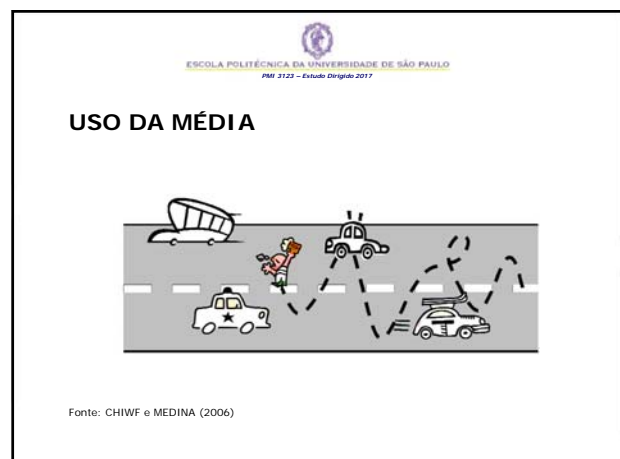 ESCOLA POLITÉCNICA DA UNIVERSIDADE DE SÃO PAULO
PMI 3123 – Estudo Dirigido 2017
USO DA MÉDIA
Fonte: CHIWF e MEDINA (2006)